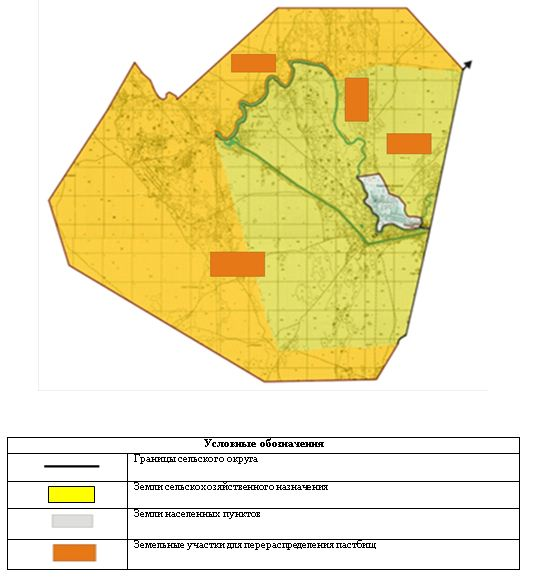 Условные обозначения
Границы сельского округа
Земли сельскохозяйственного назначения
Земли населенных пунктов
Земельные участки для перераспределения пастбищ